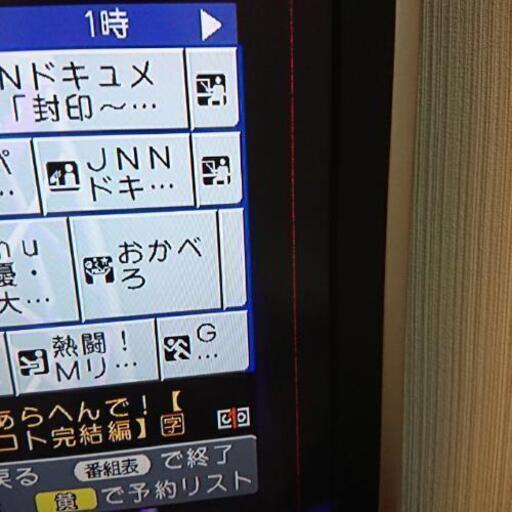 1時
Nドキュメ
「封印～…
ペ
…
JNN
ドキ…
nu
優・
大…
おかべ
ろ
熱闘！
Mリ…
G
…
あらへんで！【
コト完結編】字
戻る
番組表で終了
黄で予約リスト